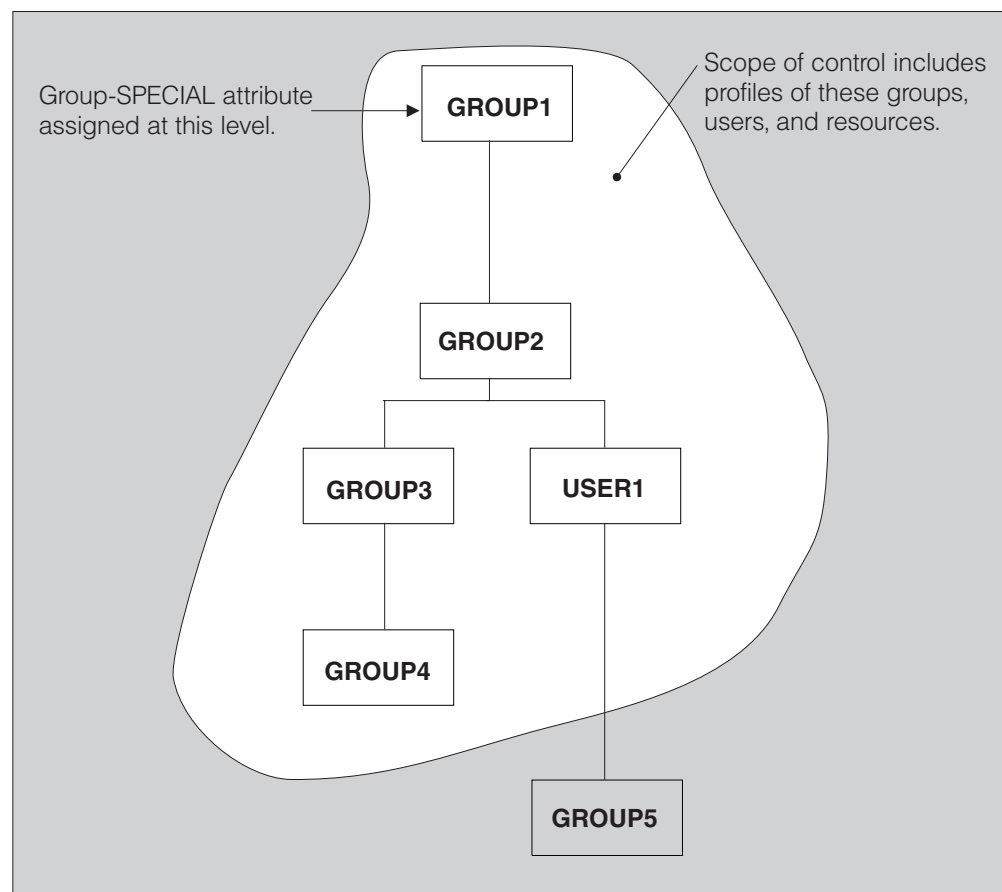 Group-SPECIAL attribute
assigned at this level.
GROUP1
Scope of control includes
profiles of these groups,
users, and resources.
GROUP2
GROUP3
USER1
GROUP4
GROUP5